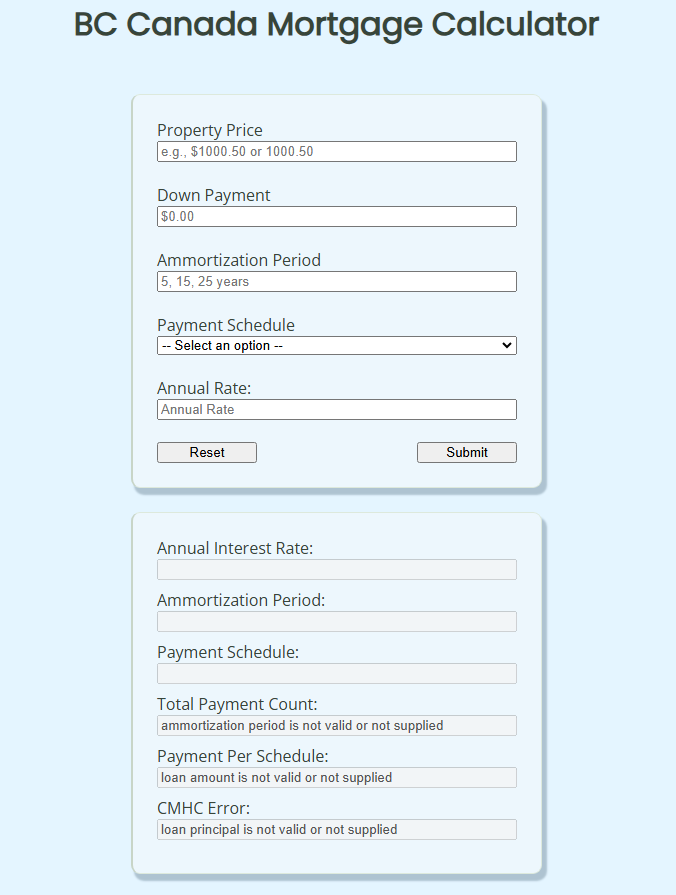 BC Canada Mortgage Calculator
Property Price
e.g., $1000.50 or 1000.50
Down Payment
$0.00
Ammortization Period
5, 15, 25 years
Payment Schedule
-- Select an option --
Annual Rate:
Annual Rate
Reset Submit
Annual Interest Rate:
Ammortization Period:
Payment Schedule:
Total Payment Count:
ammortization period is not valid or not supplied
Payment Per Schedule:
loan amount is not valid or not supplied
CMHC Error:
loan principal is not valid or not supplied